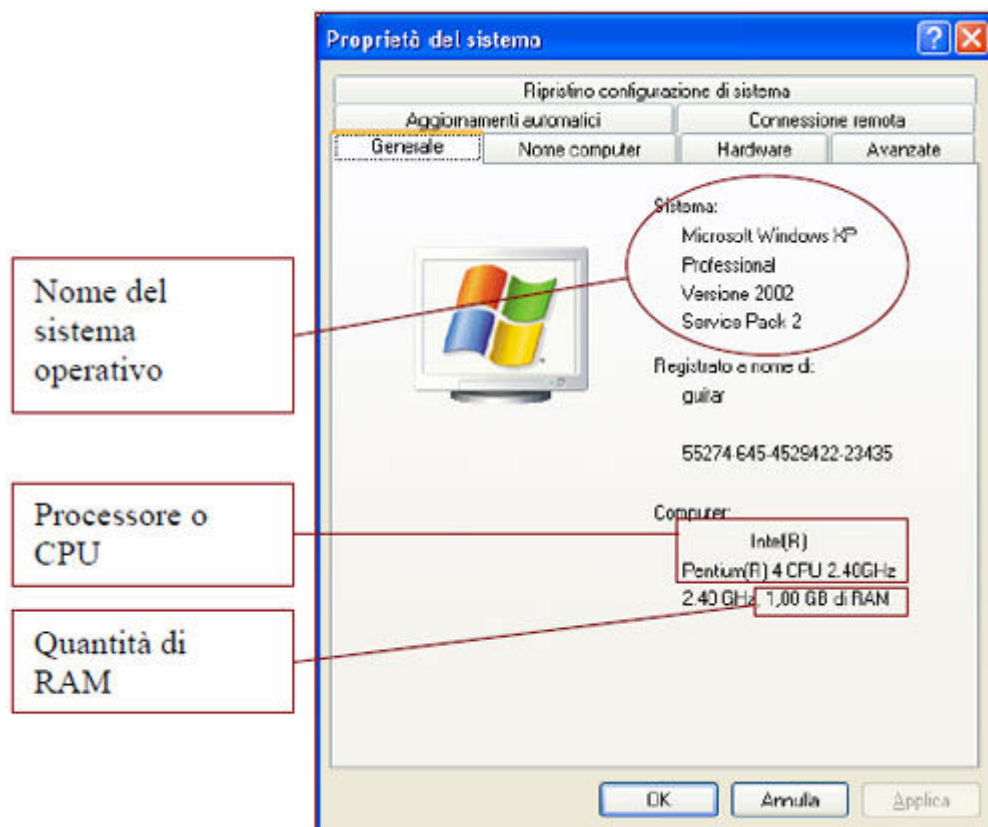 Proprietà del sistema
Ripristino configurazione di sistema
Aggiornamenti automatici
Connessione remota
Generale
Nome computer
Hardware
Avanzate
Sistema:
Microsoft Windows XP
Professional
Versione 2002
Service Pack 2
Registrato a nome di:
guitar
55274-645-4529422-23435
Computer:
Intel(R)
Pentium(R) 4 CPU 2.40GHz
2.40 GHz, 1,00 GB di RAM
Nome del
sistema
operativo
Processore o
CPU
Quantità di
RAM
OK
Annulla
Applica